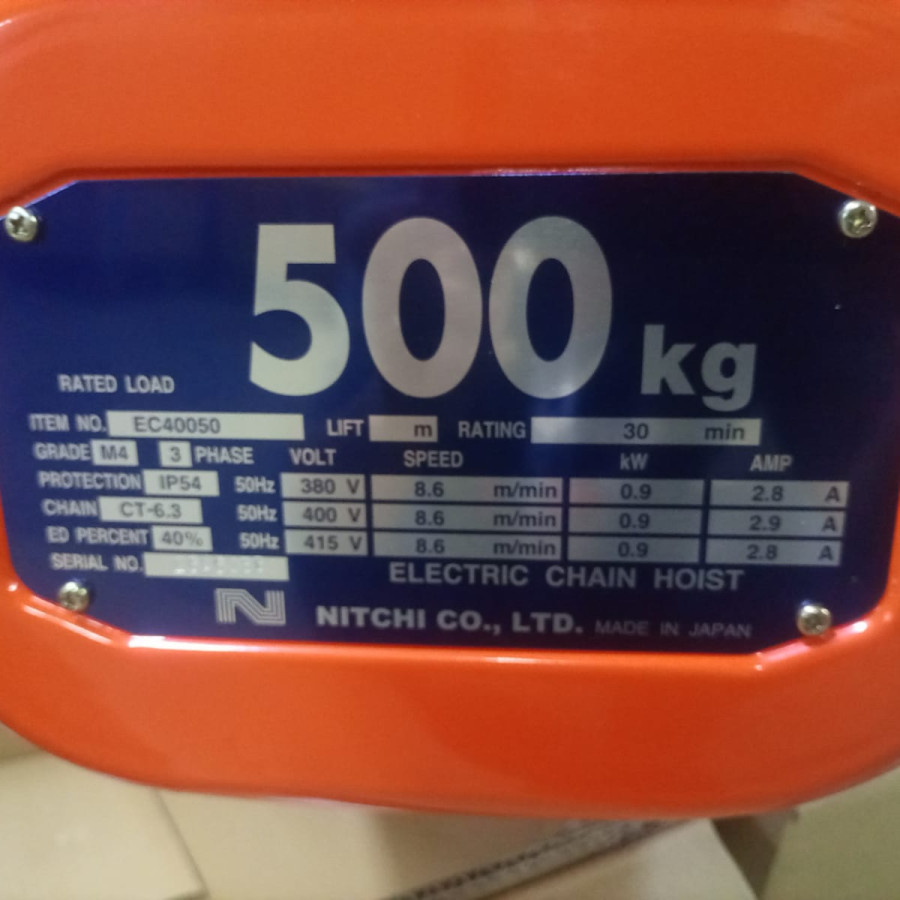 500 kg
RATED LOAD
ITEM NO. EC40050 LIFT m RATING 30 min
GRADE M4 3 PHASE VOLT SPEED kW AMP
PROTECTION IP54 50Hz 380 V 8.6 m/min 0.9 2.8 A
CHAIN CT-6.3 50Hz 400 V 8.6 m/min 0.9 2.9 A
ED PERCENT 40% 50Hz 415 V 8.6 m/min 0.9 2.8 A
SERIAL NO.
ELECTRIC CHAIN HOIST
N NITCHI CO., LTD. MADE IN JAPAN